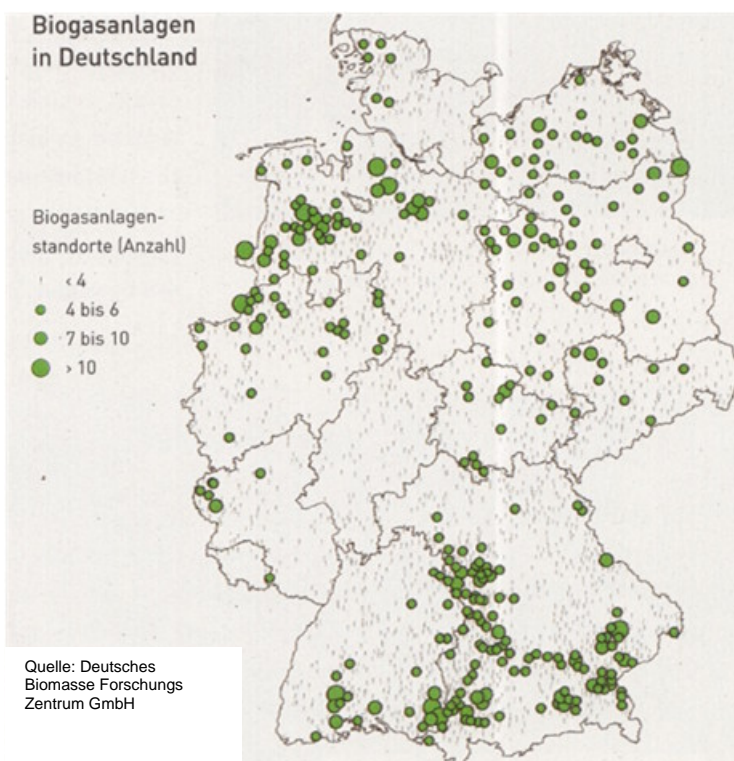 Biogasanlagen
in Deutschland
Biogasanlagen-
standorte (Anzahl)
< 4
4 bis 6
7 bis 10
> 10
Quelle: Deutsches
Biomasse Forschungs
Zentrum GmbH